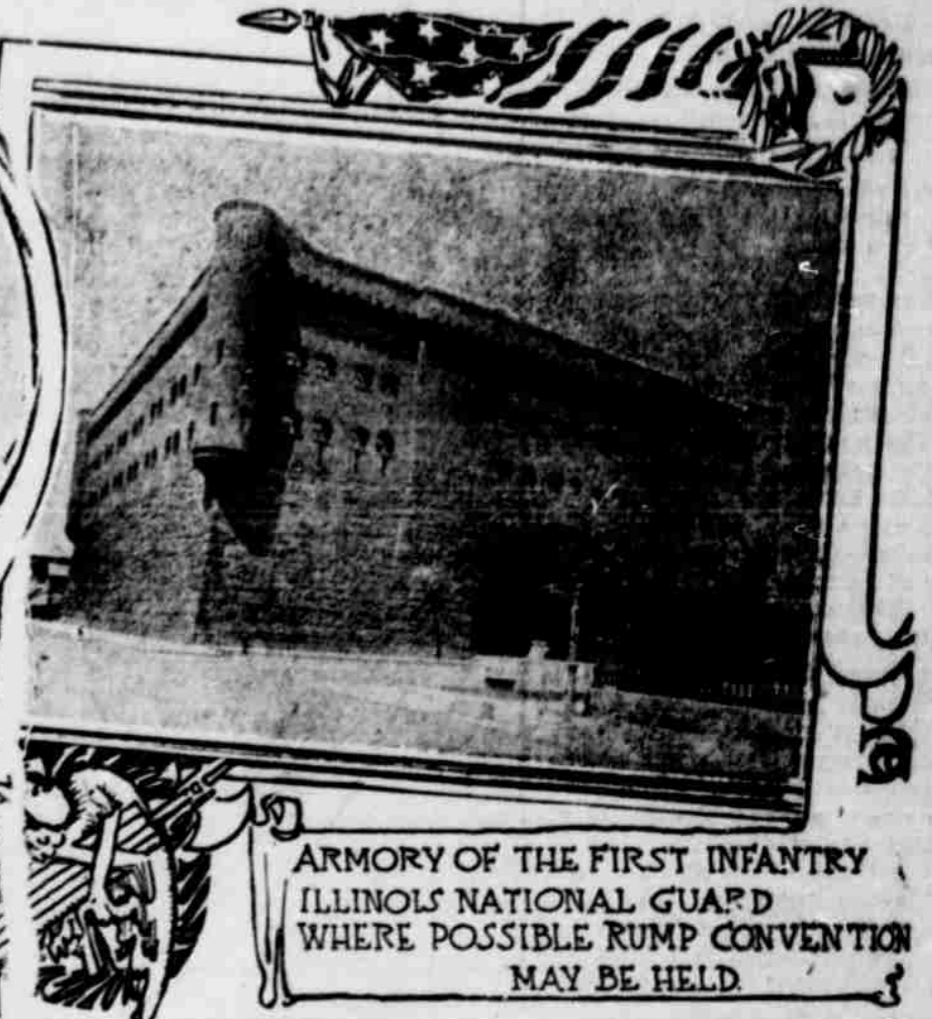 ARMORY OF THE FIRST INFANTRY
ILLINOIS NATIONAL GUARD
WHERE POSSIBLE RUMP CONVENTION
MAY BE HELD.